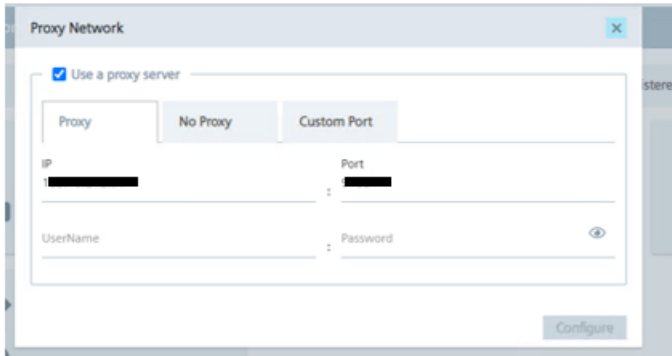 Proxy Network
Use a proxy server
Proxy No Proxy Custom Port
IP Port
:
UserName : Password
Configure